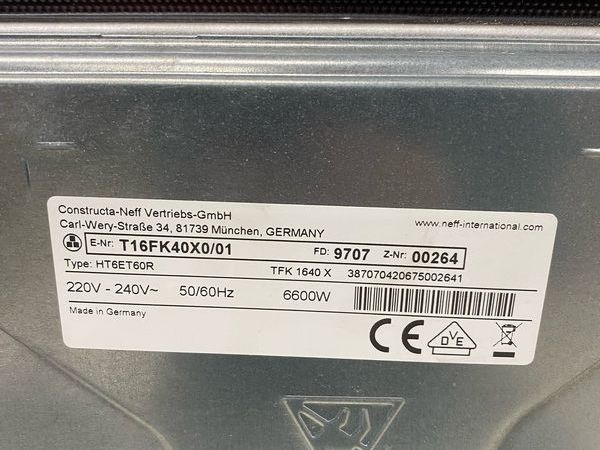 Constructa-Neff Vertriebs-GmbH
Carl-Wery-Straße 34, 81739 München, GERMANY
www.neff-international.com
E-Nr: T16FK40X0/01 FD: 9707 Z-Nr: 00264
Type: HT6ET60R TFK 1640 X 387070420675002641
220V - 240V~ 50/60Hz 6600W
Made in Germany
CE DVE